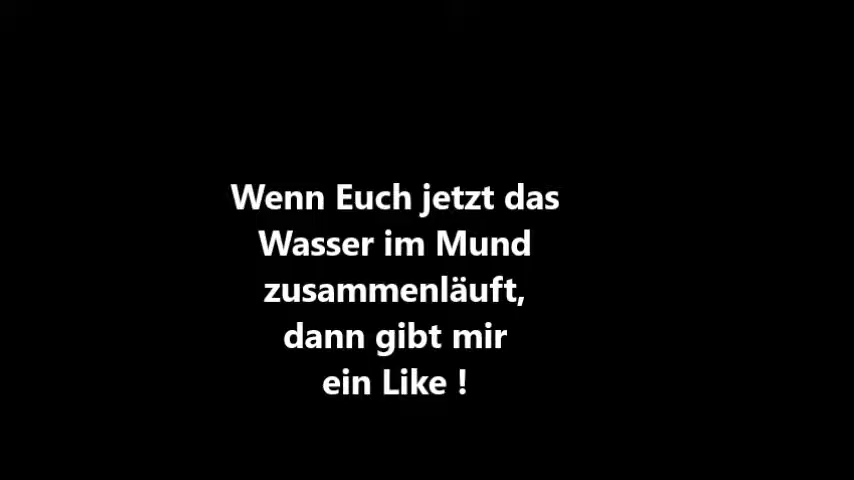 Wenn Euch jetzt das
Wasser im Mund
zusammenläuft,
dann gibt mir
ein Like !